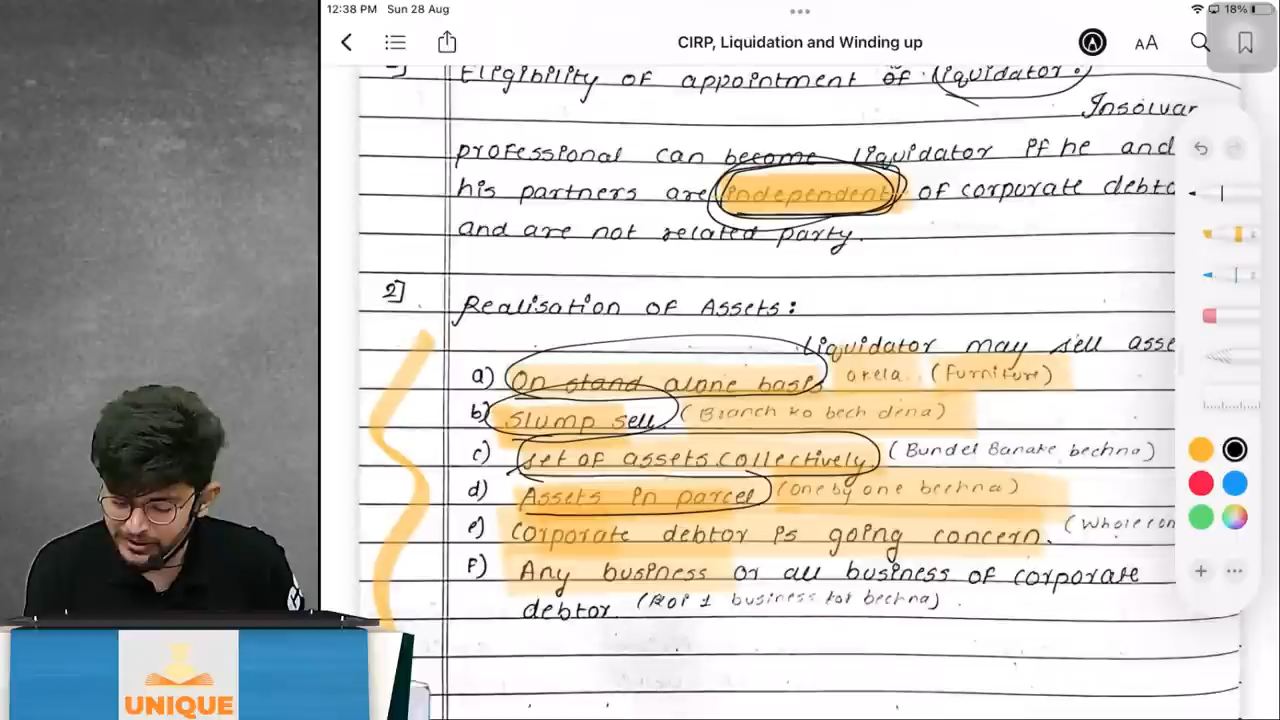 12:38 PM Sun 28 Aug
18%
CIRP, Liquidation and Winding up
AA
Eligibility of appointment of liquidator:
Insolvar
professional can become liquidator if he and
his partners are independent of corporate debto
and are not related party.
2] Realisation of Assets:
Liquidator may sell asse
a) On stand alone basis akela (Furniture)
b) Slump sell (Branch ko bech dena)
c) set of assets collectively (Bundel Banake bechna)
d) Assets in parcel (one by one bechna)
e) Corporate debtor is going concern. (Whole con
F) Any business or all business of corporate
debtor. 1 business bechna)
UNIQUE